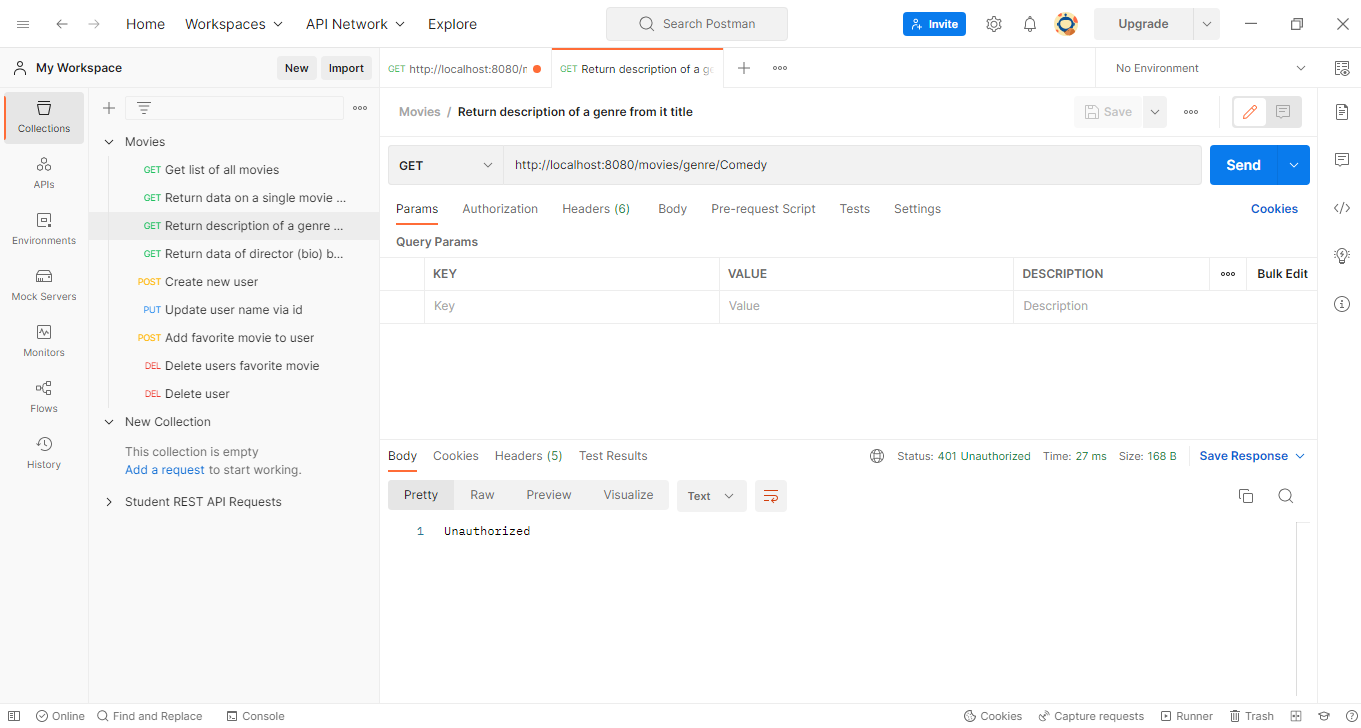 Home Workspaces API Network Explore Search Postman Invite Upgrade
My Workspace New Import GET http://localhost:8080/r GET Return description of a ge No Environment
Collections
APIs
Environments
Mock Servers
Monitors
Flows
History
Movies
GET Get list of all movies
GET Return data on a single movie ...
GET Return description of a genre ...
GET Return data of director (bio) b...
POST Create new user
PUT Update user name via id
POST Add favorite movie to user
DEL Delete users favorite movie
DEL Delete user
New Collection
This collection is empty
Add a request to start working.
Student REST API Requests
Movies / Return description of a genre from it title Save
GET http://localhost:8080/movies/genre/Comedy Send
Params Authorization Headers (6) Body Pre-request Script Tests Settings Cookies
Query Params
KEY VALUE DESCRIPTION Bulk Edit
Key Value Description
Body Cookies Headers (5) Test Results Status: 401 Unauthorized Time: 27 ms Size: 168 B Save Response
Pretty Raw Preview Visualize Text
1 Unauthorized
Online Find and Replace Console Cookies Capture requests Runner Trash